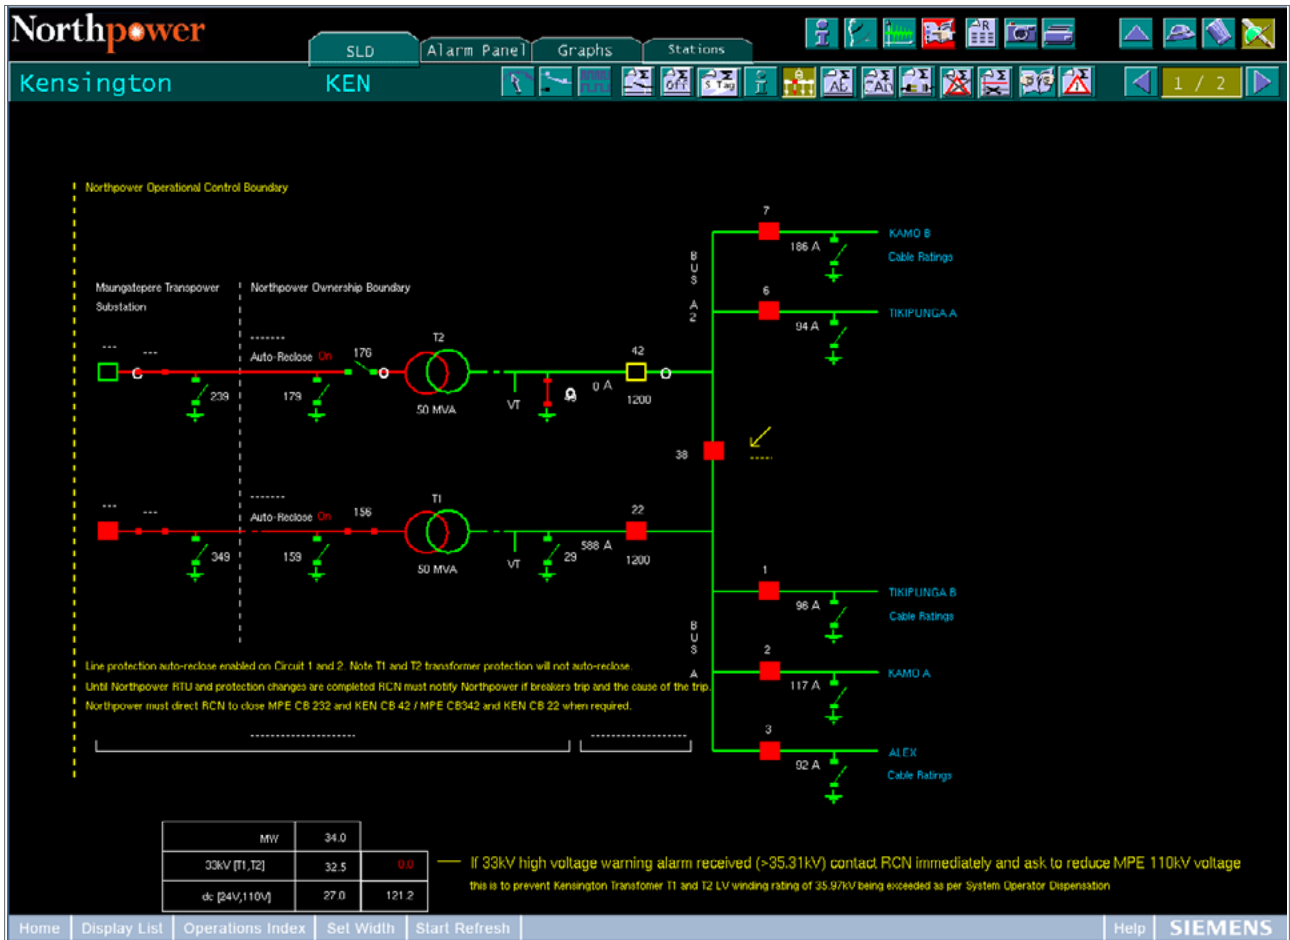 Northpower
SLD
Alarm Panel
Graphs
Stations
Kensington
KEN
1 / 2
Northpower Operational Control Boundary
7
BUS A2
186 A
KAMO B
Cable Ratings
Maungatepere Transpower
Substation
Northpower Ownership Boundary
6
94 A
TIKIPUNGA A
--- ---
-------
Auto-Reclose On
176
T2
42
239
179
50 MVA
VT
0 A
1200
38
--- ---
-------
Auto-Reclose On
156
T1
22
349
159
50 MVA
VT
29
588 A
1200
1
96 A
TIKIPUNGA B
Cable Ratings
BUS A
2
117 A
KAMO A
3
92 A
ALEX
Cable Ratings
Line protection auto-reclose enabled on Circuit 1 and 2. Note T1 and T2 transformer protection will not auto-reclose.
Until Northpower RTU and protection changes are completed RCN must notify Northpower if breakers trip and the cause of the trip.
Northpower must direct RCN to close MPE CB 232 and KEN CB 42 / MPE CB342 and KEN CB 22 when required.
MW 34.0
33kV [T1,T2] 32.5 0.0
dc [24V,110V] 27.0 121.2
If 33kV high voltage warning alarm received (>35.31kV) contact RCN immediately and ask to reduce MPE 110kV voltage
this is to prevent Kensington Transfomer T1 and T2 LV winding rating of 35.97kV being exceeded as per System Operator Dispensation
Home
Display List
Operations Index
Set Width
Start Refresh
Help
SIEMENS